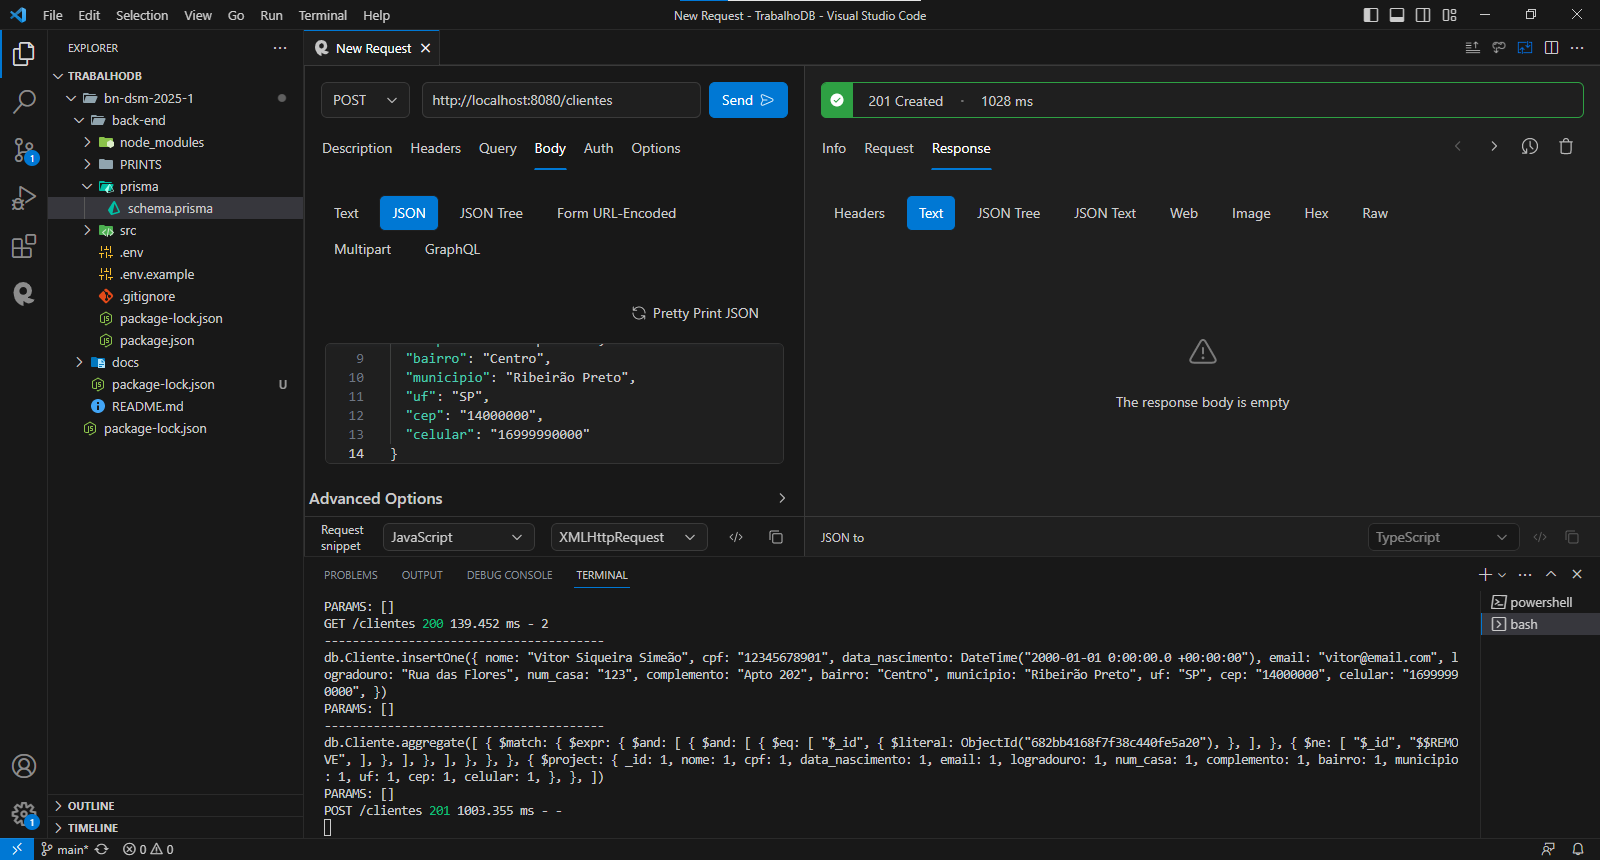 File Edit Selection View Go Run Terminal Help
New Request - TrabalhoDB - Visual Studio Code
EXPLORER
TRABALHODB
bn-dsm-2025-1
back-end
node_modules
PRINTS
prisma
schema.prisma
src
.env
.env.example
.gitignore
package-lock.json
package.json
docs
package-lock.json U
README.md
package-lock.json
OUTLINE
TIMELINE
1
1
New Request
POST
http://localhost:8080/clientes
Send
Description Headers Query Body Auth Options
Text JSON JSON Tree Form URL-Encoded
Multipart GraphQL
Pretty Print JSON
9 "bairro": "Centro",
10 "municipio": "Ribeirão Preto",
11 "uf": "SP",
12 "cep": "14000000",
13 "celular": "16999990000"
14 }
Advanced Options
Request snippet
JavaScript
XMLHttpRequest
201 Created - 1028 ms
Info Request Response
Headers Text JSON Tree JSON Text Web Image Hex Raw
The response body is empty
JSON to
TypeScript
PROBLEMS OUTPUT DEBUG CONSOLE TERMINAL
PARAMS: []
GET /clientes 200 139.452 ms - 2
----------------------------------------
db.Cliente.insertOne({ nome: "Vitor Siqueira Simeão", cpf: "12345678901", data_nascimento: DateTime("2000-01-01 0:00:00.0 +00:00:00"), email: "vitor@email.com", l
ogradouro: "Rua das Flores", num_casa: "123", complemento: "Apto 202", bairro: "Centro", municipio: "Ribeirão Preto", uf: "SP", cep: "14000000", celular: "1699999
0000", })
PARAMS: []
----------------------------------------
db.Cliente.aggregate([ { $match: { $expr: { $and: [ { $and: [ { $eq: [ "$_id", { $literal: ObjectId("682bb4168f7f38c440fe5a20"), }, ], }, { $ne: [ "$_id", "$$REMO
VE", ], }, ], }, ], }, }, }, { $project: { _id: 1, nome: 1, cpf: 1, data_nascimento: 1, email: 1, logradouro: 1, num_casa: 1, complemento: 1, bairro: 1, municipio
: 1, uf: 1, cep: 1, celular: 1, }, }, ])
PARAMS: []
POST /clientes 201 1003.355 ms - -
powershell
bash
main* 0 0